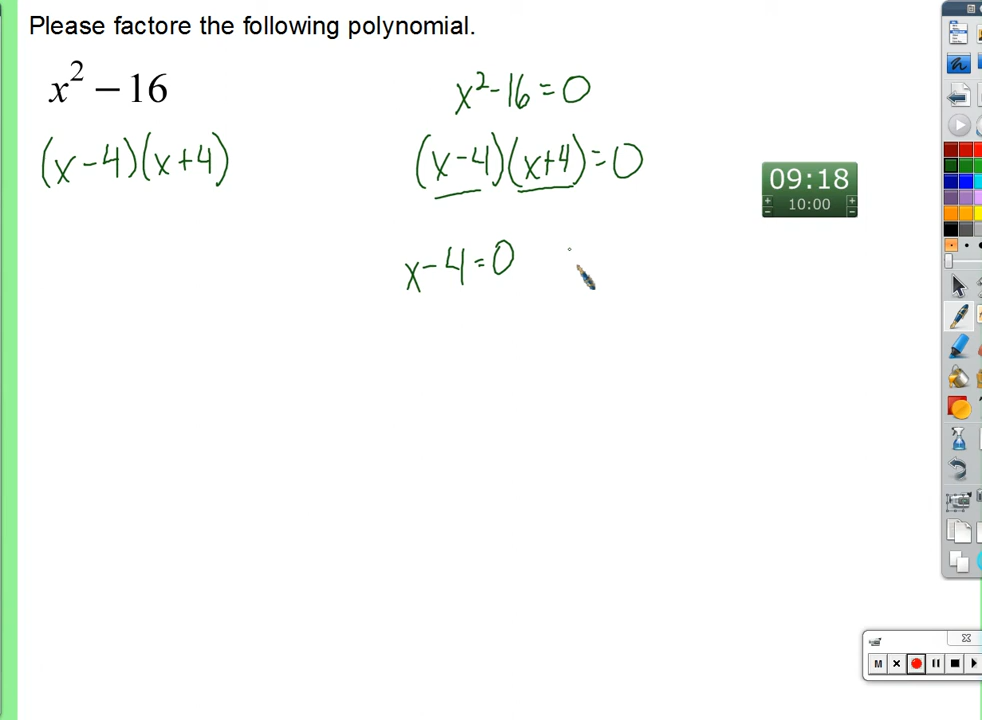 Please factore the following polynomial.
x² − 16
(x−4)(x+4)
x²-16=0
(x−4)(x+4)=0
x−4=0
09:18
10:00
M